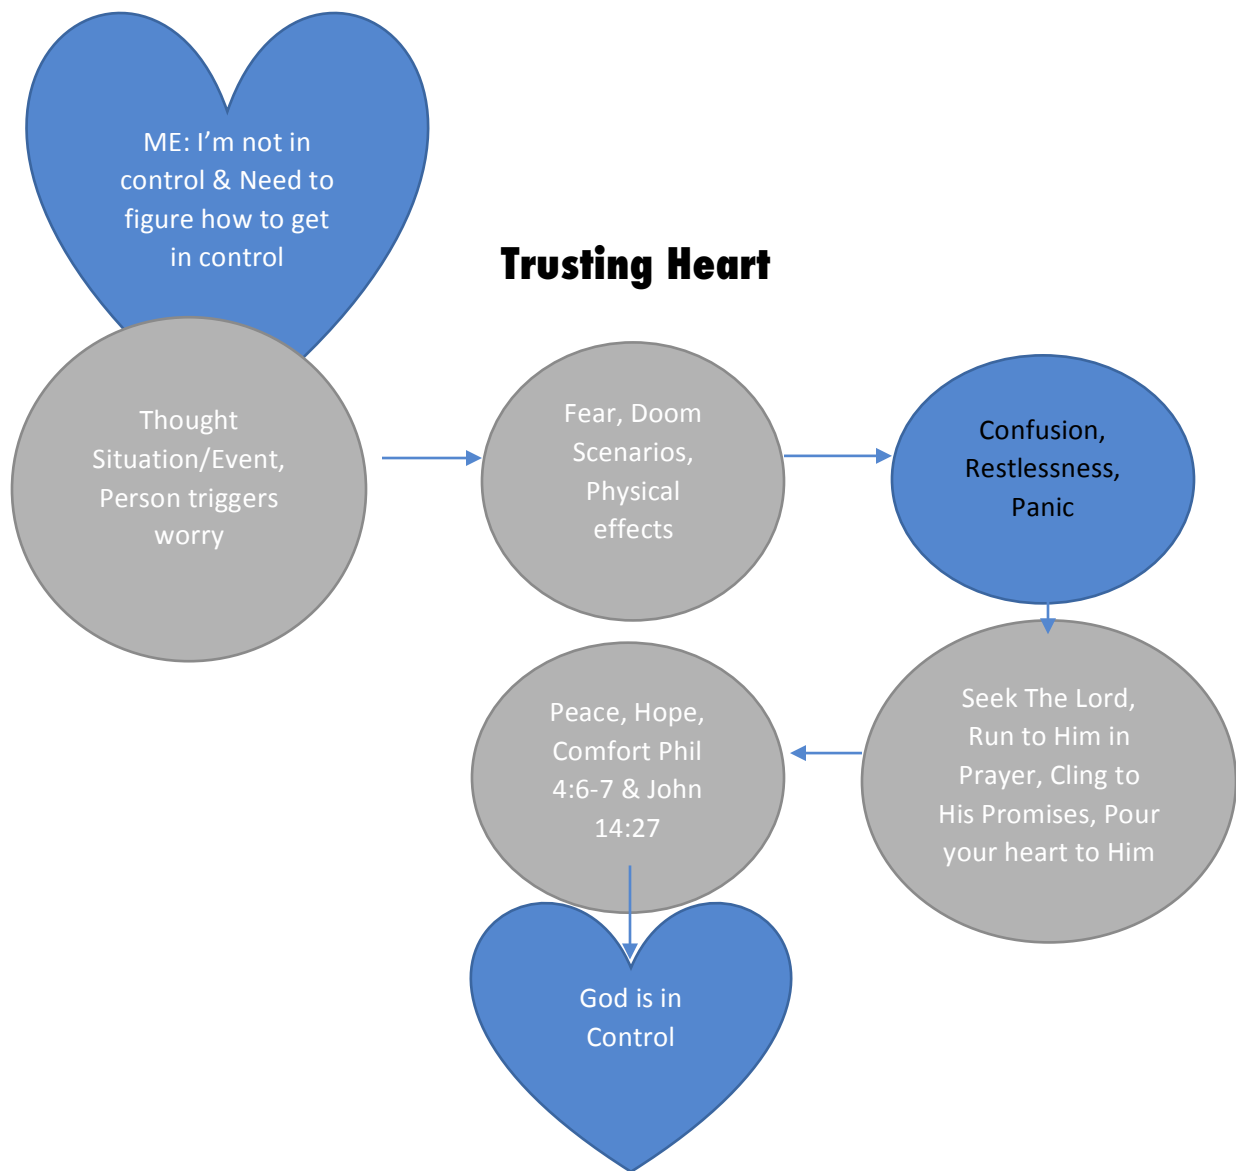 ME: I’m not in
control & Need to
figure how to get
in control
Trusting Heart
Thought
Situation/Event,
Person triggers
worry
Fear, Doom
Scenarios,
Physical
effects
Confusion,
Restlessness,
Panic
Seek The Lord,
Run to Him in
Prayer, Cling to
His Promises, Pour
your heart to Him
Peace, Hope,
Comfort Phil
4:6-7 & John
14:27
God is in
Control